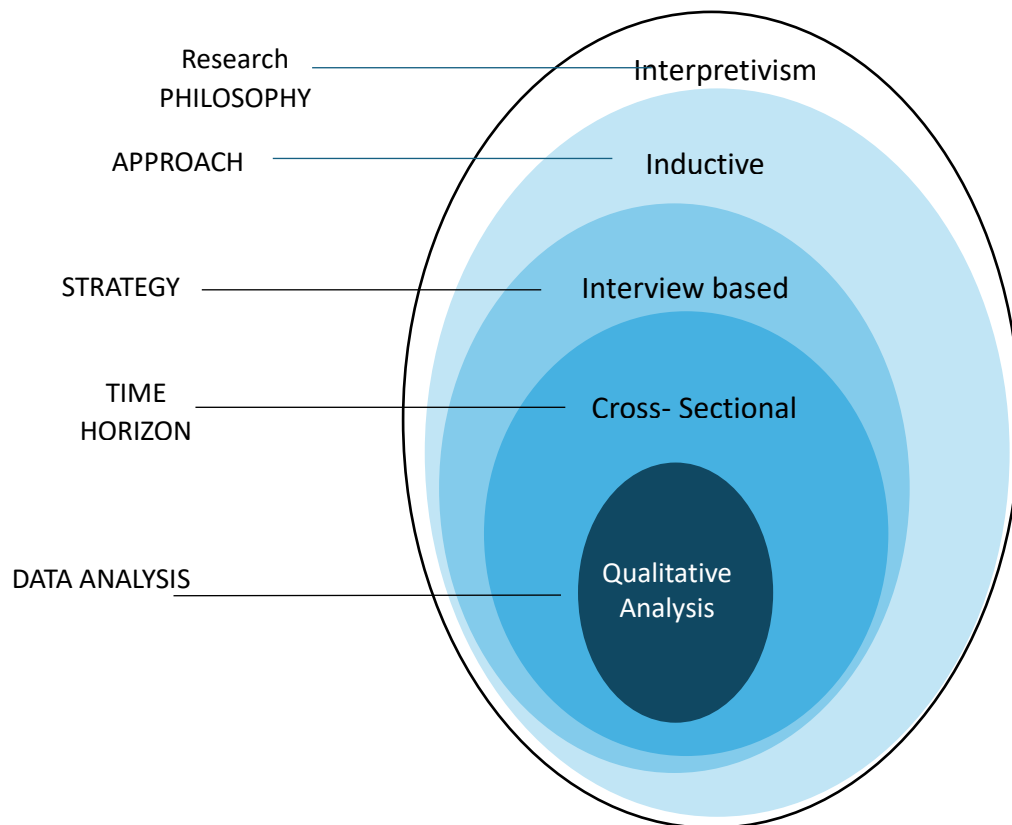 Research
PHILOSOPHY
Interpretivism
APPROACH
Inductive
STRATEGY
Interview based
TIME
HORIZON
Cross- Sectional
DATA ANALYSIS
Qualitative
Analysis